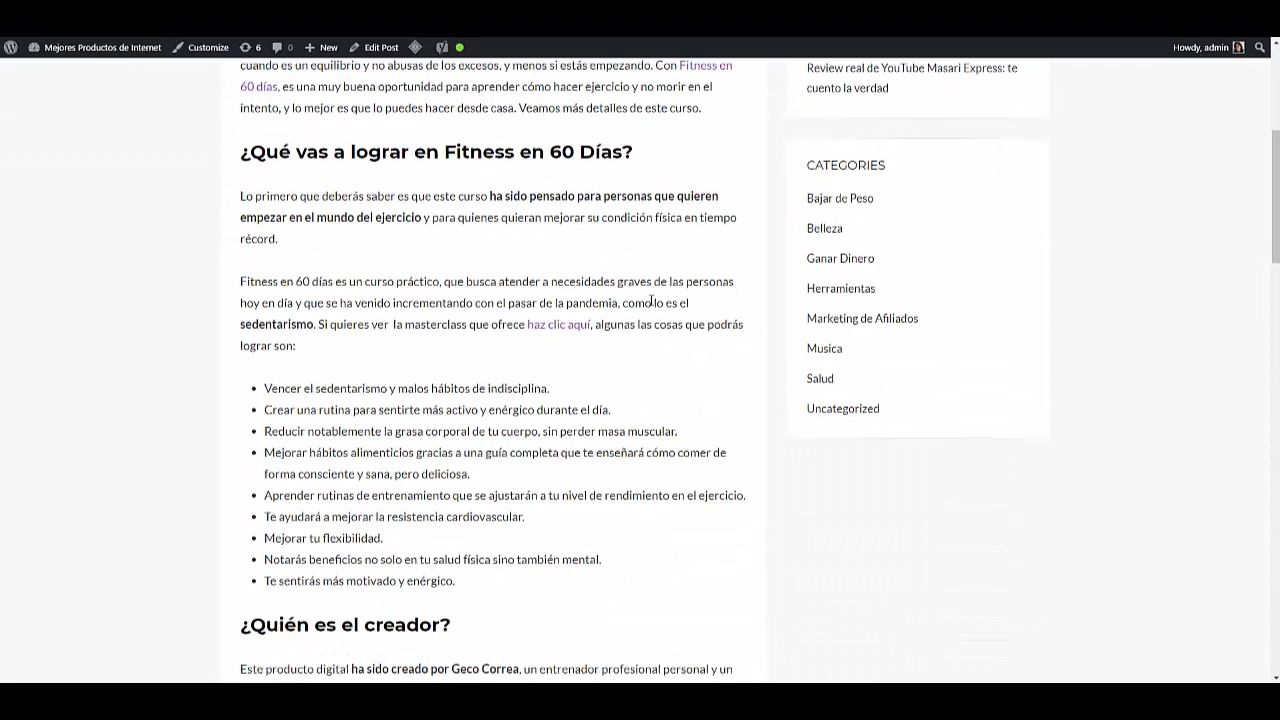 Mejores Productos de Internet Customize 6 0 New Edit Post Howdy, admin
cuando es un equilibrio y no abusas de los excesos, y menos si estás empezando. Con Fitness en
60 días, es una muy buena oportunidad para aprender cómo hacer ejercicio y no morir en el
intento, y lo mejor es que lo puedes hacer desde casa. Veamos más detalles de este curso.
¿Qué vas a lograr en Fitness en 60 Días?
Lo primero que deberás saber es que este curso ha sido pensado para personas que quieren
empezar en el mundo del ejercicio y para quienes quieran mejorar su condición física en tiempo
récord.
Fitness en 60 días es un curso práctico, que busca atender a necesidades graves de las personas
hoy en día y que se ha venido incrementando con el pasar de la pandemia, como lo es el
sedentarismo. Si quieres ver la masterclass que ofrece haz clic aquí, algunas las cosas que podrás
lograr son:
Vencer el sedentarismo y malos hábitos de indisciplina.
Crear una rutina para sentirte más activo y enérgico durante el día.
Reducir notablemente la grasa corporal de tu cuerpo, sin perder masa muscular.
Mejorar hábitos alimenticios gracias a una guía completa que te enseñará cómo comer de
forma consciente y sana, pero deliciosa.
Aprender rutinas de entrenamiento que se ajustarán a tu nivel de rendimiento en el ejercicio.
Te ayudará a mejorar la resistencia cardiovascular.
Mejorar tu flexibilidad.
Notarás beneficios no solo en tu salud física sino también mental.
Te sentirás más motivado y enérgico.
¿Quién es el creador?
Este producto digital ha sido creado por Geco Correa, un entrenador profesional personal y un
Review real de YouTube Masari Express: te
cuento la verdad
CATEGORIES
Bajar de Peso
Belleza
Ganar Dinero
Herramientas
Marketing de Afiliados
Musica
Salud
Uncategorized